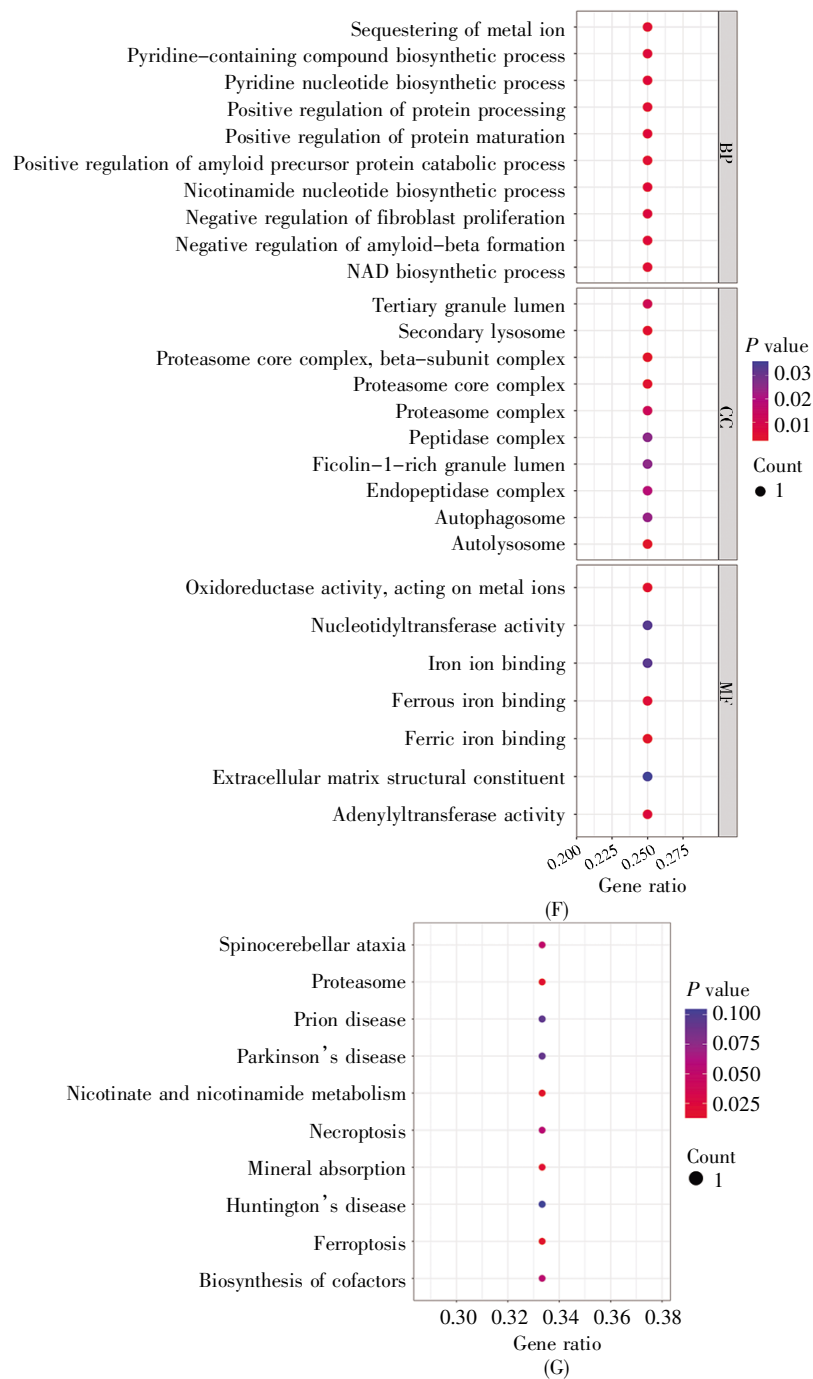 Sequestering of metal ion
Pyridine−containing compound biosynthetic process
Pyridine nucleotide biosynthetic process
Positive regulation of protein processing
Positive regulation of protein maturation
Positive regulation of amyloid precursor protein catabolic process
Nicotinamide nucleotide biosynthetic process
Negative regulation of fibroblast proliferation
Negative regulation of amyloid−beta formation
NAD biosynthetic process
BP
Tertiary granule lumen
Secondary lysosome
Proteasome core complex, beta−subunit complex
Proteasome core complex
Proteasome complex
Peptidase complex
Ficolin−1−rich granule lumen
Endopeptidase complex
Autophagosome
Autolysosome
CC
Oxidoreductase activity, acting on metal ions
Nucleotidyltransferase activity
Iron ion binding
Ferrous iron binding
Ferric iron binding
Extracellular matrix structural constituent
Adenylyltransferase activity
MF
0.200 0.225 0.250 0.275
Gene ratio
P value
0.03
0.02
0.01
Count
1
(F)
Spinocerebellar ataxia
Proteasome
Prion disease
Parkinson’s disease
Nicotinate and nicotinamide metabolism
Necroptosis
Mineral absorption
Huntington’s disease
Ferroptosis
Biosynthesis of cofactors
0.30 0.32 0.34 0.36 0.38
Gene ratio
P value
0.100
0.075
0.050
0.025
Count
1
(G)